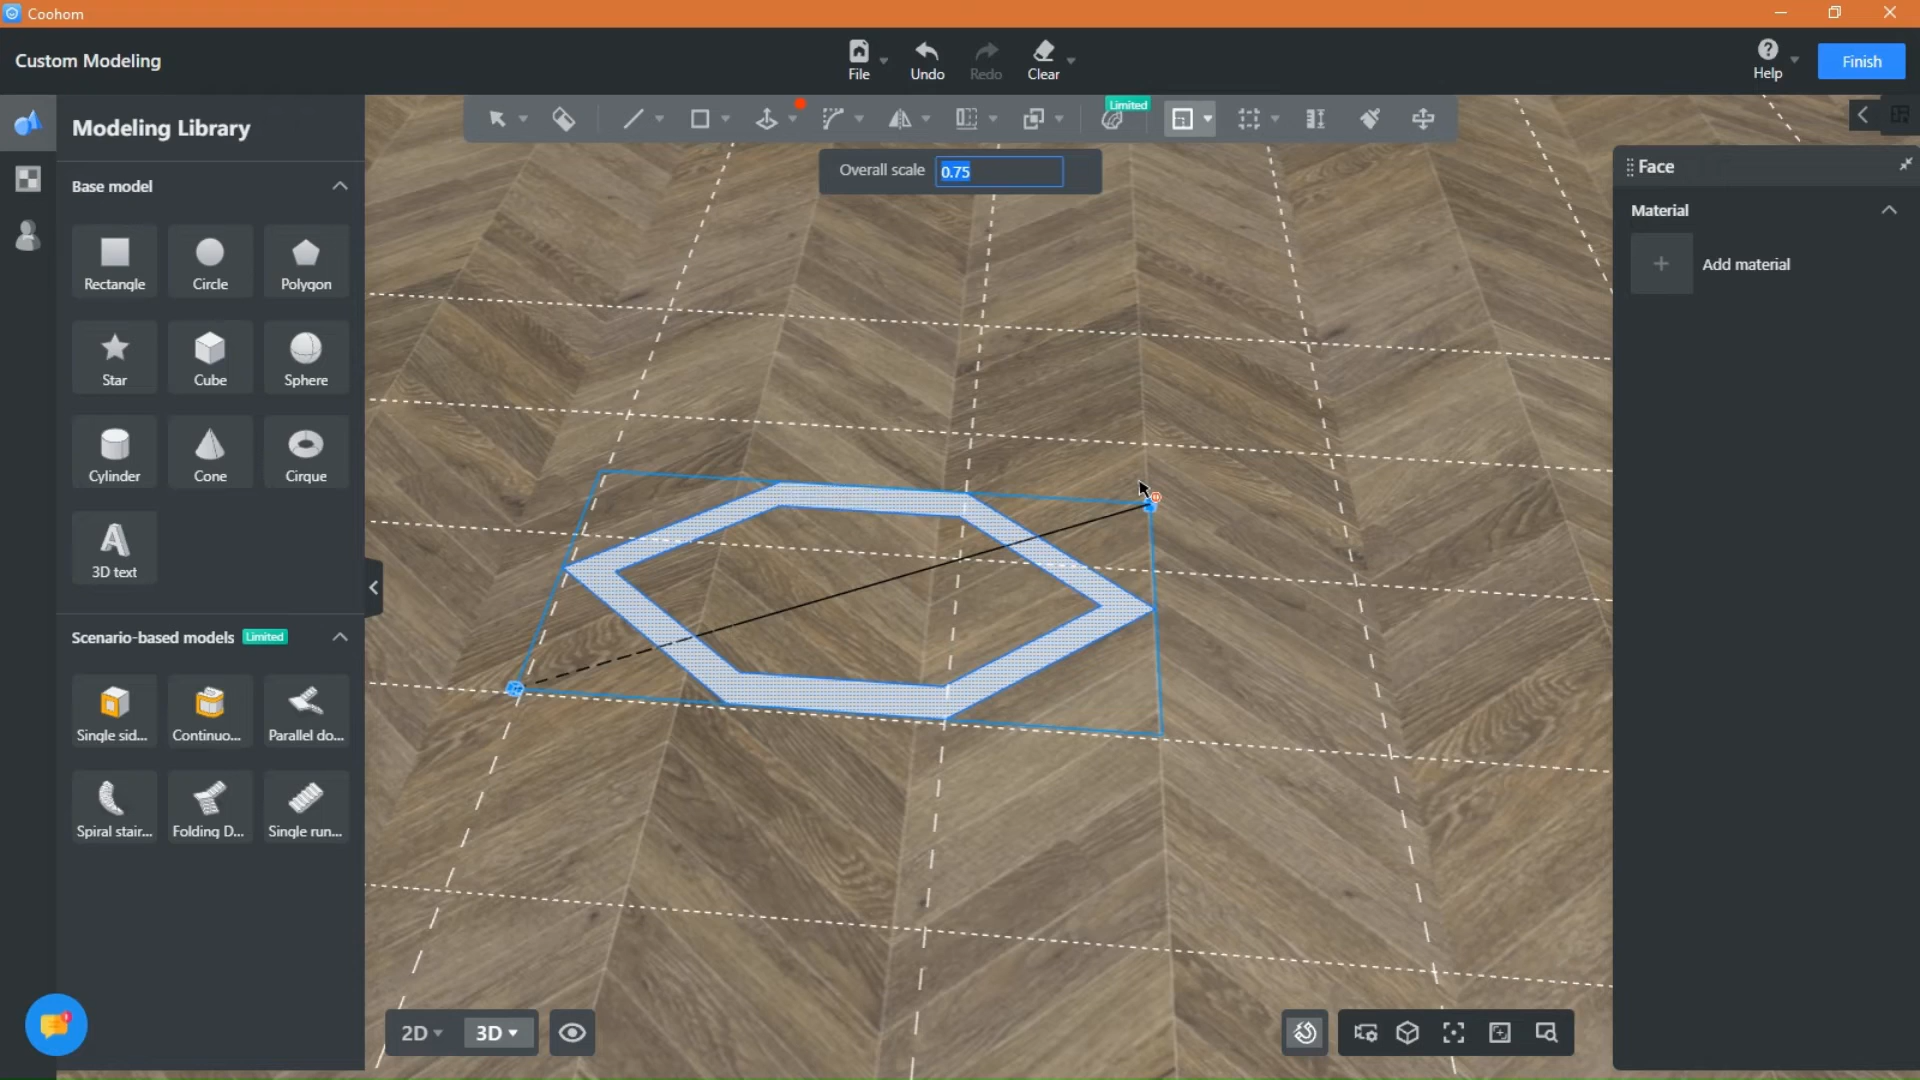 Coohom
Custom Modeling
File
Undo
Redo
Clear
Help
Finish
Modeling Library
Limited
Overall scale 0.75
Face
Base model
Material
Add material
Rectangle
Circle
Polygon
Star
Cube
Sphere
Cylinder
Cone
Cirque
3D text
Scenario-based models Limited
Single sid...
Continuo...
Parallel do...
Spiral stair...
Folding D...
Single run...
2D
3D